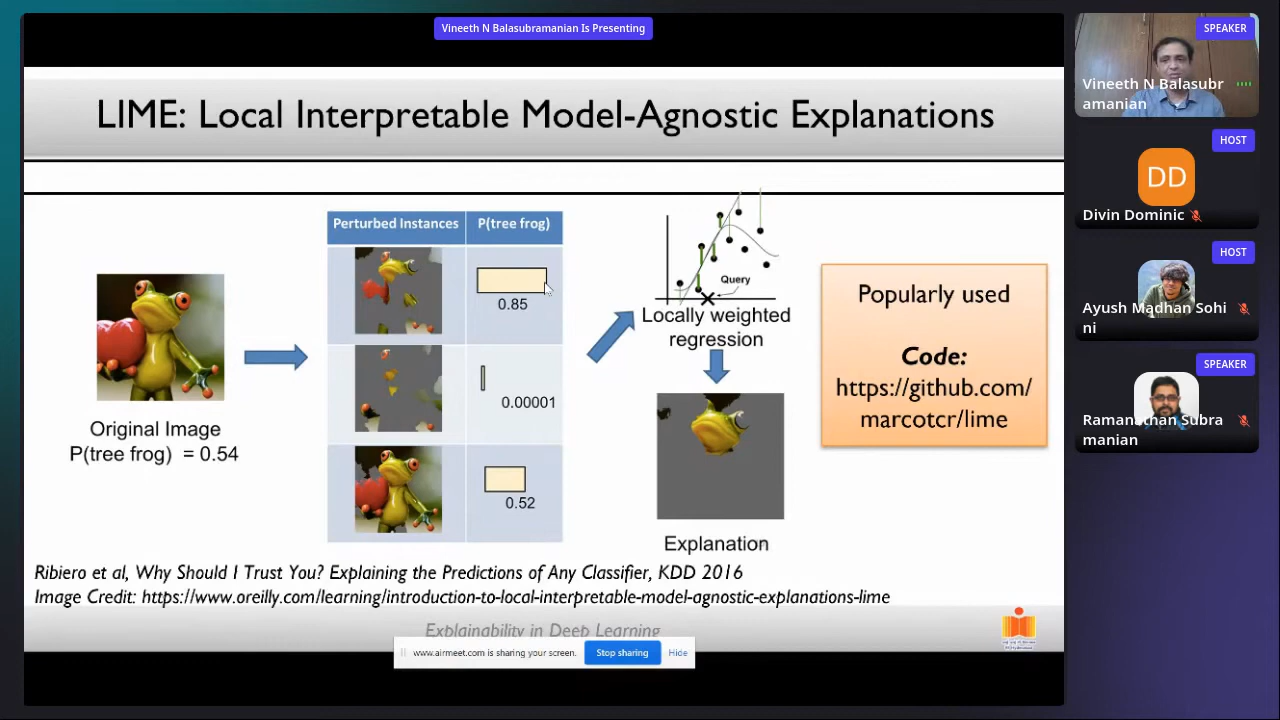 Vineeth N Balasubramanian Is Presenting
LIME: Local Interpretable Model-Agnostic Explanations
Perturbed Instances
P(tree frog)
0.85
0.00001
0.52
Original Image
P(tree frog) = 0.54
Query
Locally weighted
regression
Explanation
Popularly used
Code:
https://github.com/
marcotcr/lime
Ribiero et al, Why Should I Trust You? Explaining the Predictions of Any Classifier, KDD 2016
Image Credit: https://www.oreilly.com/learning/introduction-to-local-interpretable-model-agnostic-explanations-lime
Explainability in Deep Learning
www.airmeet.com is sharing your screen.
Stop sharing
Hide
SPEAKER
Vineeth N Balasubr
amanian
HOST
DD
Divin Dominic
HOST
Ayush Madhan Sohi
ni
SPEAKER
Ramanathan Subra
manian